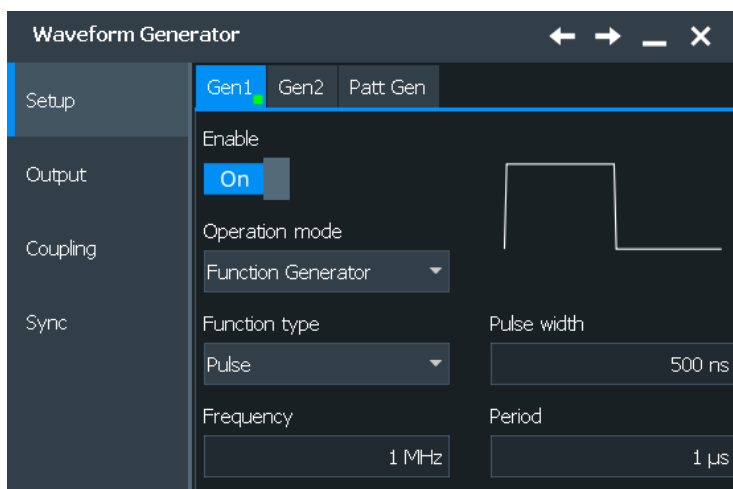 Waveform Generator
Setup
Output
Coupling
Sync
Gen1 Gen2 Patt Gen
Enable
On
Operation mode
Function Generator
Function type Pulse width
Pulse 500 ns
Frequency Period
1 MHz 1 µs